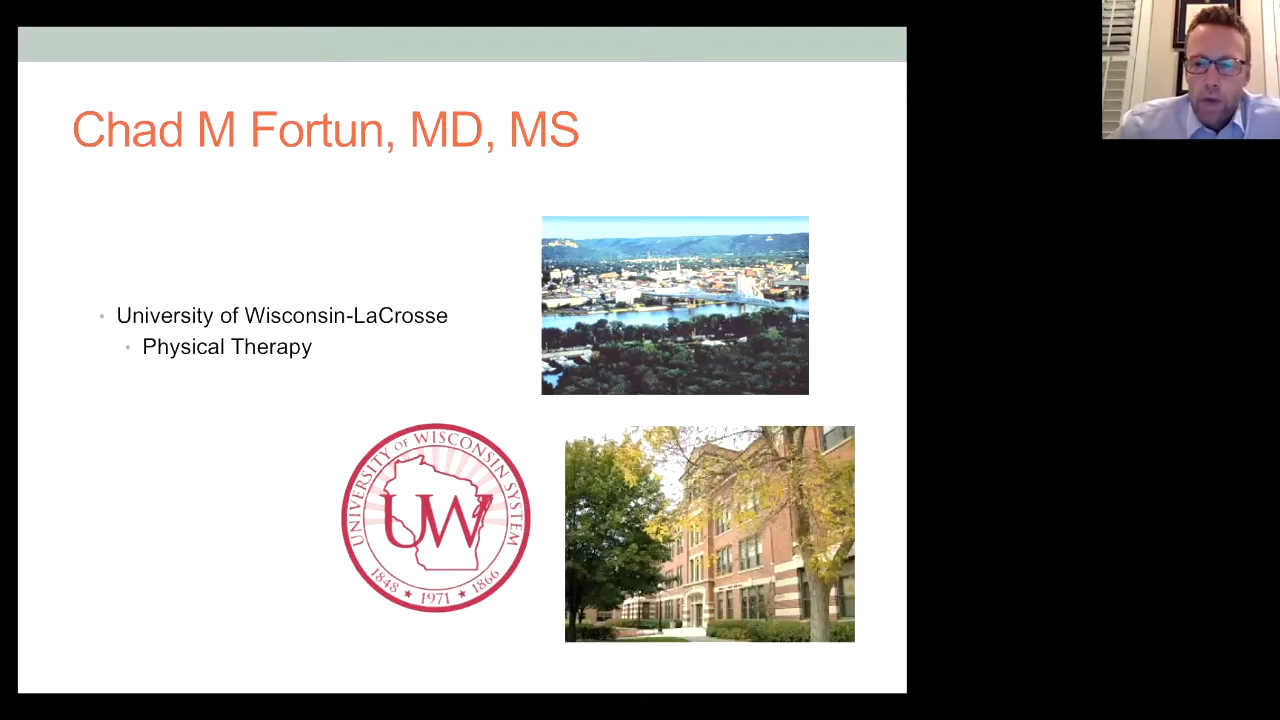 Chad M Fortun, MD, MS
University of Wisconsin-LaCrosse
Physical Therapy
UNIVERSITY OF WISCONSIN SYSTEM
UW
1848 ★ 1971 ★ 1866